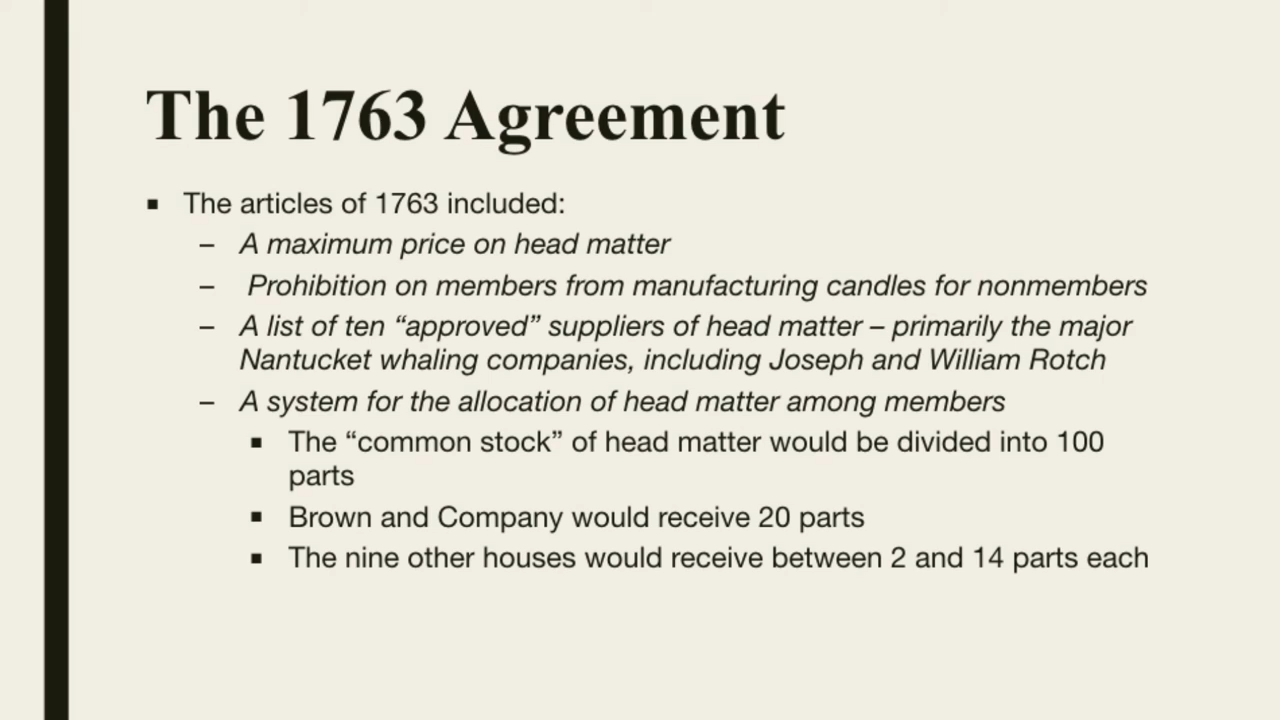 The 1763 Agreement
▪ The articles of 1763 included:
– A maximum price on head matter
– Prohibition on members from manufacturing candles for nonmembers
– A list of ten “approved” suppliers of head matter – primarily the major
Nantucket whaling companies, including Joseph and William Rotch
– A system for the allocation of head matter among members
▪ The “common stock” of head matter would be divided into 100
parts
▪ Brown and Company would receive 20 parts
▪ The nine other houses would receive between 2 and 14 parts each